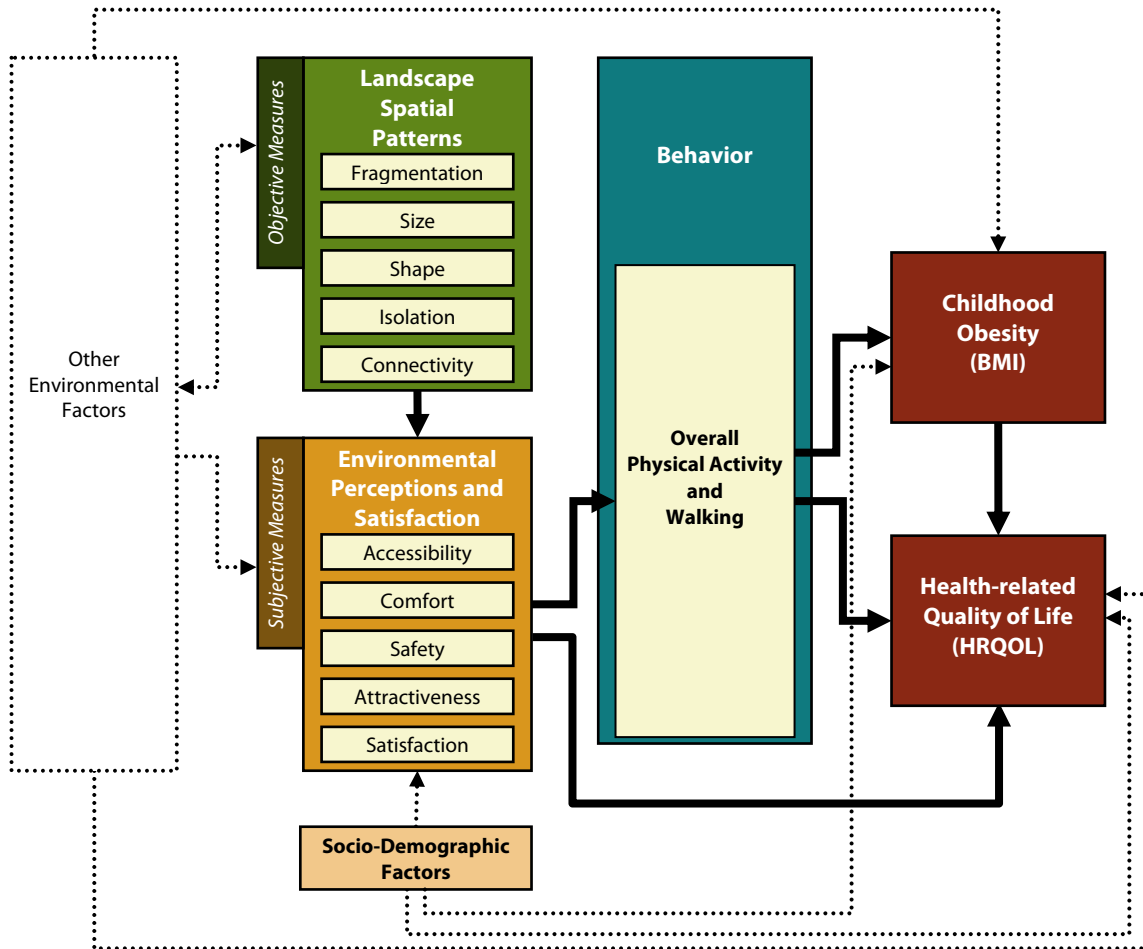 Other
Environmental
Factors
Objective Measures
Landscape
Spatial
Patterns
Fragmentation
Size
Shape
Isolation
Connectivity
Subjective Measures
Environmental
Perceptions and
Satisfaction
Accessibility
Comfort
Safety
Attractiveness
Satisfaction
Socio-Demographic
Factors
Behavior
Overall
Physical Activity
and
Walking
Childhood
Obesity
(BMI)
Health-related
Quality of Life
(HRQOL)